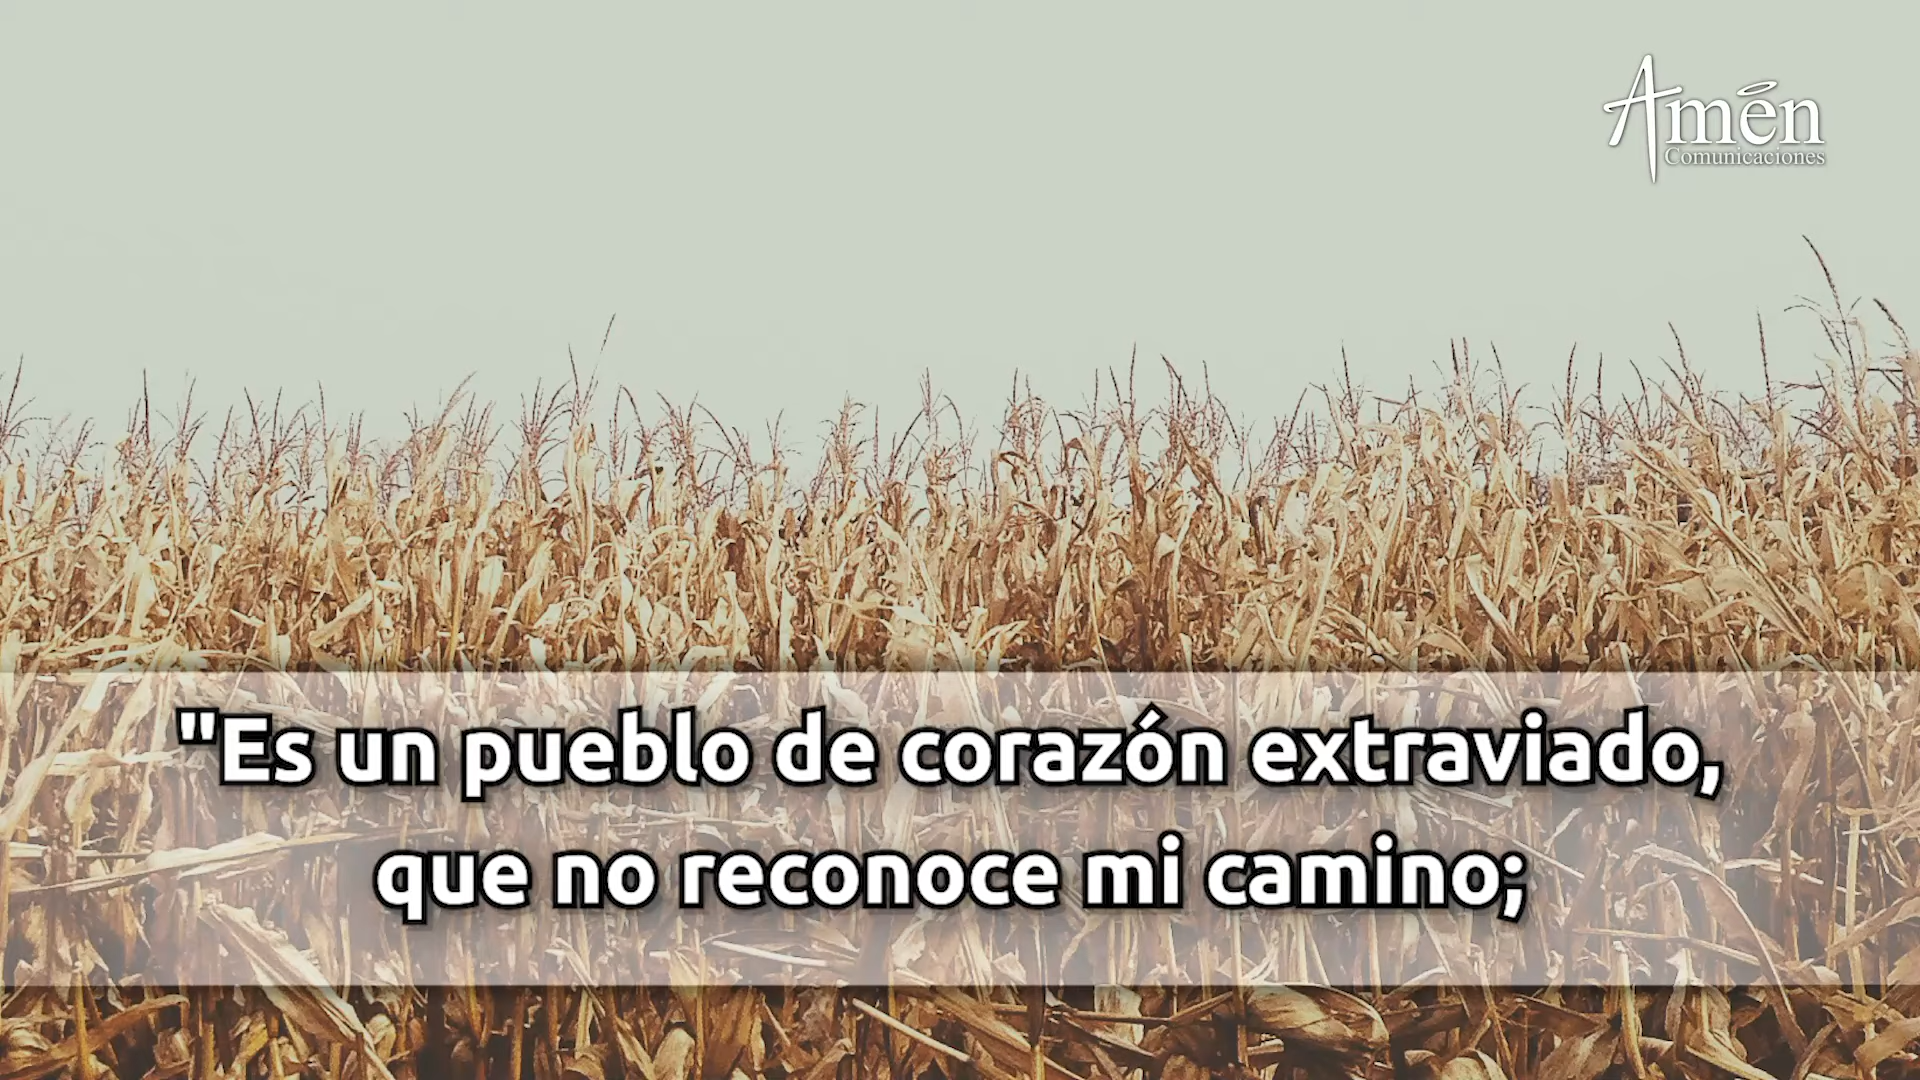 Amén
Comunicaciones
"Es un pueblo de corazón extraviado,
que no reconoce mi camino;